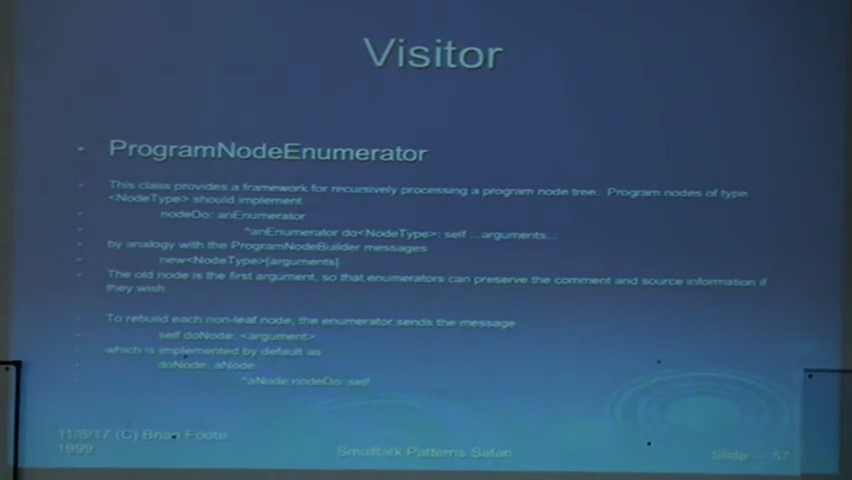 Visitor
ProgramNodeEnumerator
This class provides a framework for recursively processing a program node tree. Program nodes of type
<NodeType> should implement
nodeDo: anEnumerator
^anEnumerator do<NodeType>: self ...arguments...
by analogy with the ProgramNodeBuilder messages
new<NodeType>[arguments]
The old node is the first argument, so that enumerators can preserve the comment and source information if
they wish.
To rebuild each non-leaf node, the enumerator sends the message
self doNode: <argument>
which is implemented by default as
doNode: aNode
^aNode nodeDo: self
11/8/17 (C) Brian Foote
1999
Smalltalk Patterns Safari
Slide - 57